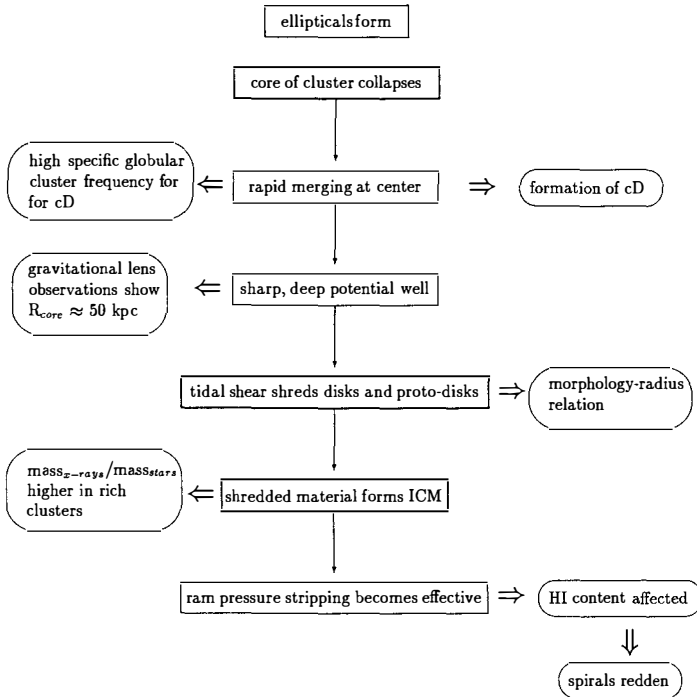 ellipticals form
core of cluster collapses
high specific globular
cluster frequency for
for cD
⇐
rapid merging at center
⇒
formation of cD
gravitational lens
observations show
R_core ≈ 50 kpc
⇐
sharp, deep potential well
tidal shear shreds disks and proto-disks
⇒
morphology-radius
relation
mass_x−rays/mass_stars
higher in rich
clusters
⇐
shredded material forms ICM
ram pressure stripping becomes effective
⇒
HI content affected
⇓
spirals redden